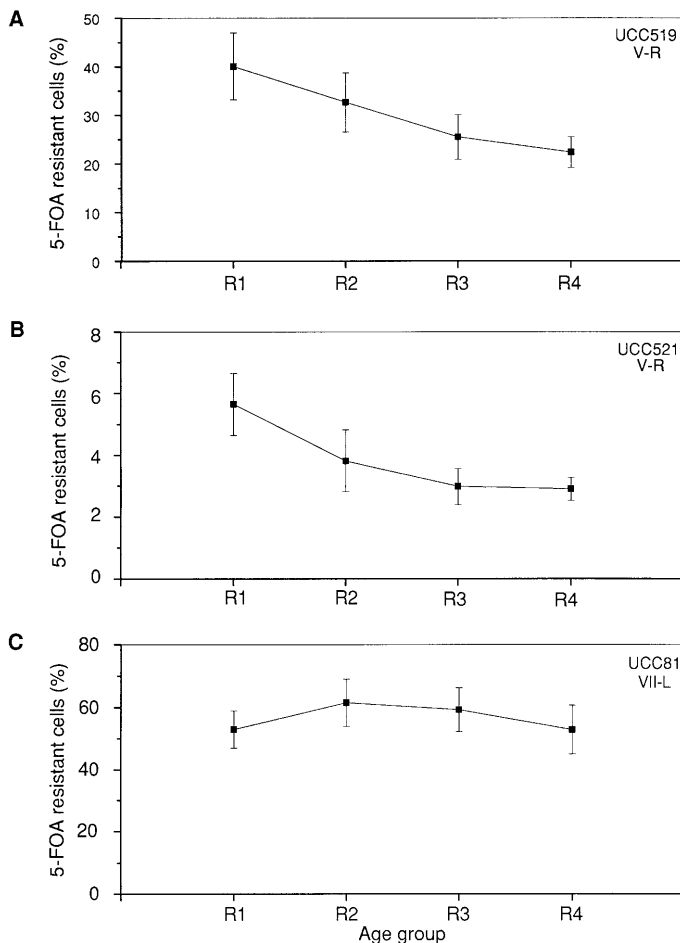 A
UCC519
V-R
5-FOA resistant cells (%)
50
40
30
20
10
0
R1 R2 R3 R4
B
UCC521
V-R
5-FOA resistant cells (%)
8
6
4
2
0
R1 R2 R3 R4
C
UCC81
VII-L
5-FOA resistant cells (%)
80
60
40
20
0
R1 R2 R3 R4
Age group